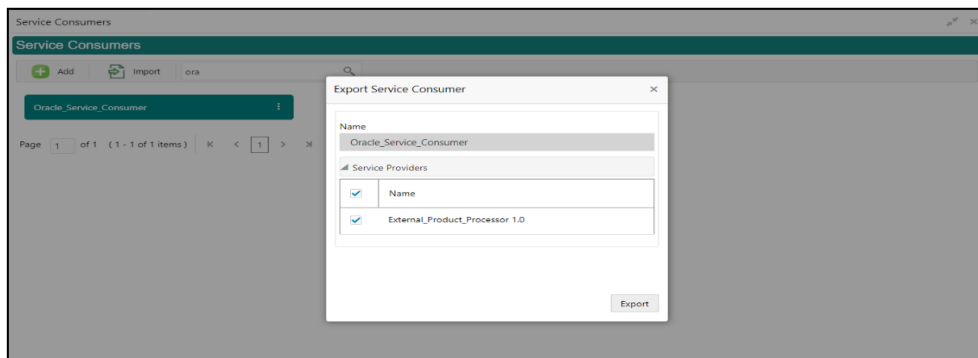 Service Consumers
Service Consumers
Add Import ora
Oracle_Service_Consumer
Page 1 of 1 (1 - 1 of 1 items) 1
Export Service Consumer
Name
Oracle_Service_Consumer
Service Providers
Name
External_Product_Processor 1.0
Export